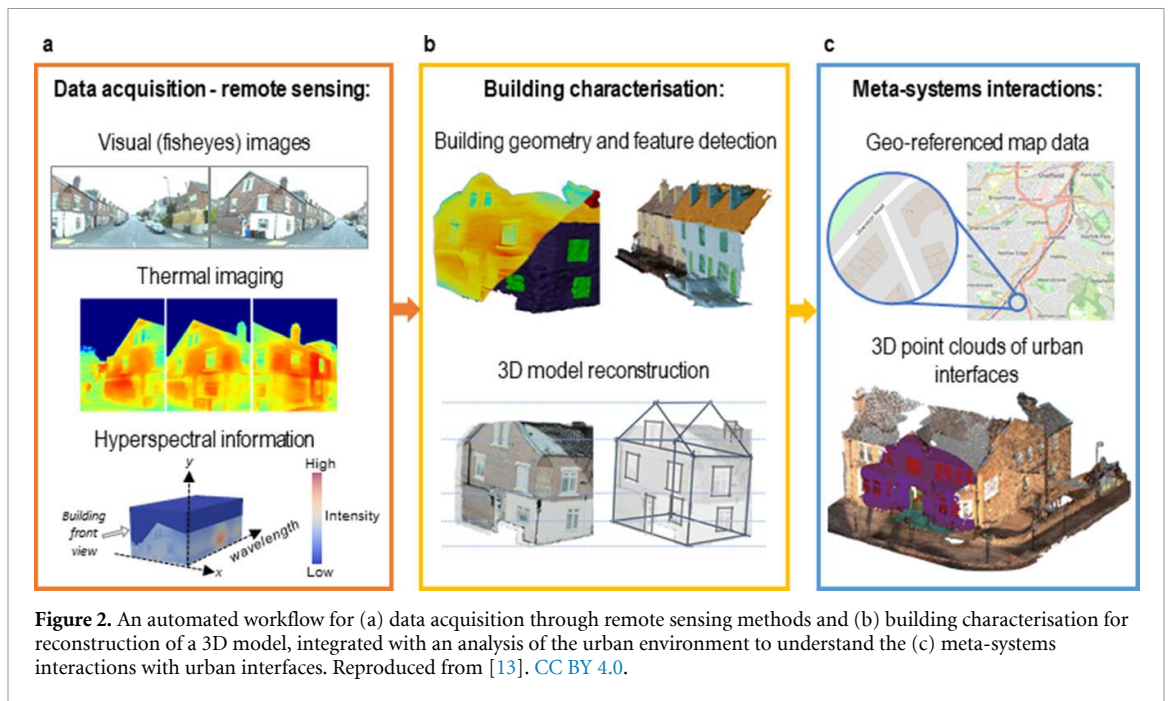 a
Data acquisition - remote sensing:
Visual (fisheyes) images
Thermal imaging
Hyperspectral information
y
High
Building
front
view
Intensity
wavelength
x
Low
b
Building characterisation:
Building geometry and feature detection
3D model reconstruction
c
Meta-systems interactions:
Geo-referenced map data
Sheffield
3D point clouds of urban
interfaces
Figure 2. An automated workflow for (a) data acquisition through remote sensing methods and (b) building characterisation for
reconstruction of a 3D model, integrated with an analysis of the urban environment to understand the (c) meta-systems
interactions with urban interfaces. Reproduced from [13]. CC BY 4.0.